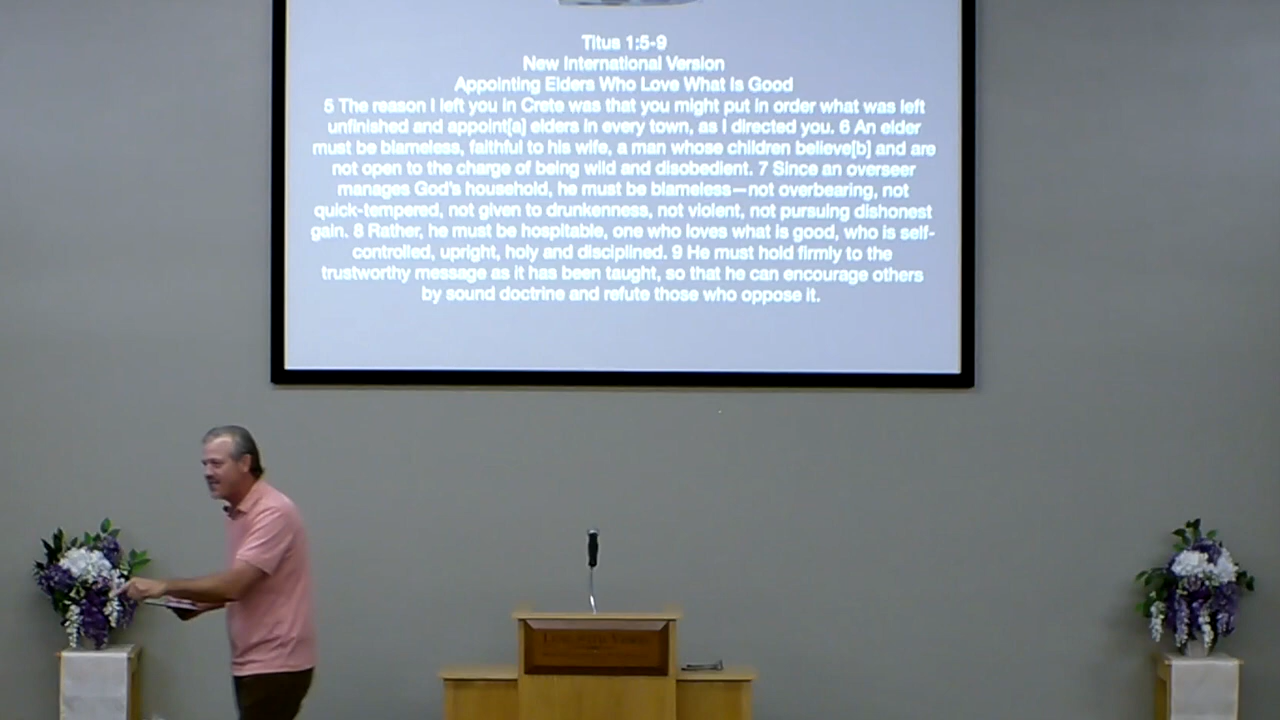 Titus 1:5-9
New International Version
Appointing Elders Who Love What Is Good
5 The reason I left you in Crete was that you might put in order what was left
unfinished and appoint[a] elders in every town, as I directed you. 6 An elder
must be blameless, faithful to his wife, a man whose children believe[b] and are
not open to the charge of being wild and disobedient. 7 Since an overseer
manages God's household, he must be blameless—not overbearing, not
quick-tempered, not given to drunkenness, not violent, not pursuing dishonest
gain. 8 Rather, he must be hospitable, one who loves what is good, who is self-
controlled, upright, holy and disciplined. 9 He must hold firmly to the
trustworthy message as it has been taught, so that he can encourage others
by sound doctrine and refute those who oppose it.